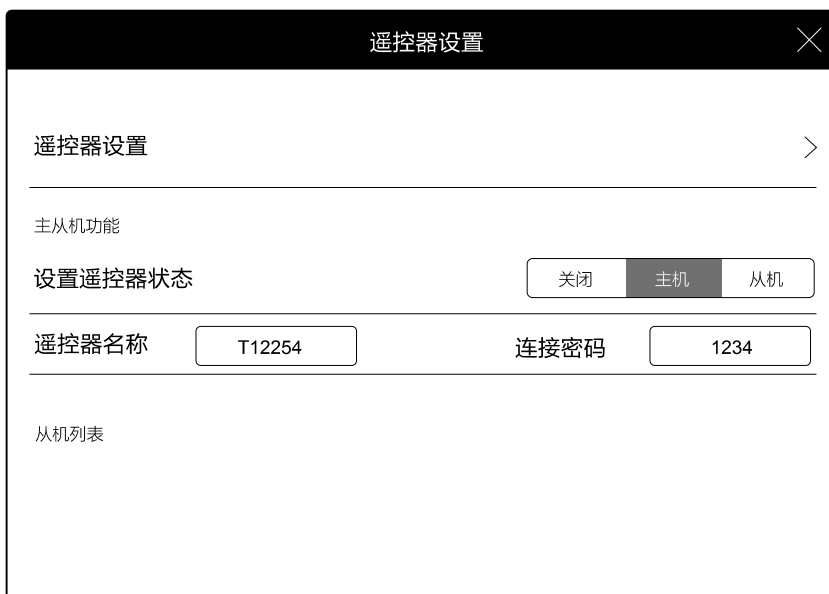 遥控器设置
遥控器设置
主从机功能
设置遥控器状态 关闭 主机 从机
遥控器名称 T12254 连接密码 1234
从机列表